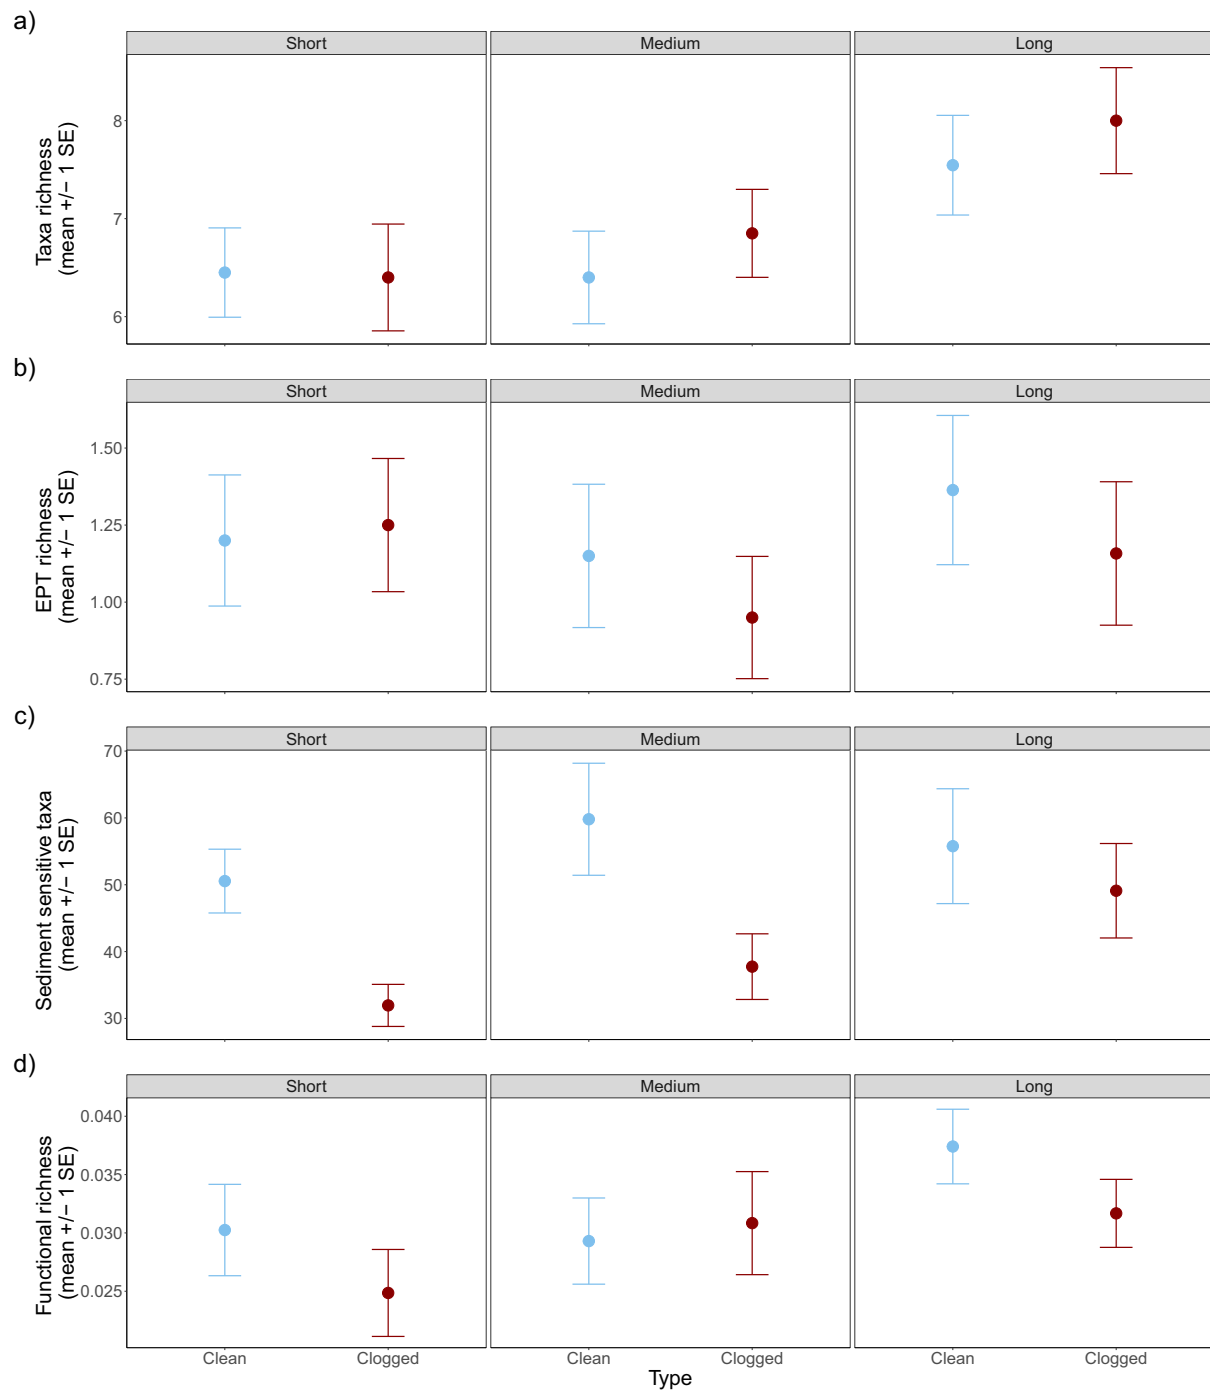 a)
Short Medium Long
Taxa richness
(mean +/− 1 SE)
8
7
6
b)
Short Medium Long
EPT richness
(mean +/− 1 SE)
1.50
1.25
1.00
0.75
c)
Short Medium Long
Sediment sensitive taxa
(mean +/− 1 SE)
70
60
50
40
30
d)
Short Medium Long
Functional richness
(mean +/− 1 SE)
0.040
0.035
0.030
0.025
Clean Clogged Clean Clogged Clean Clogged
Type